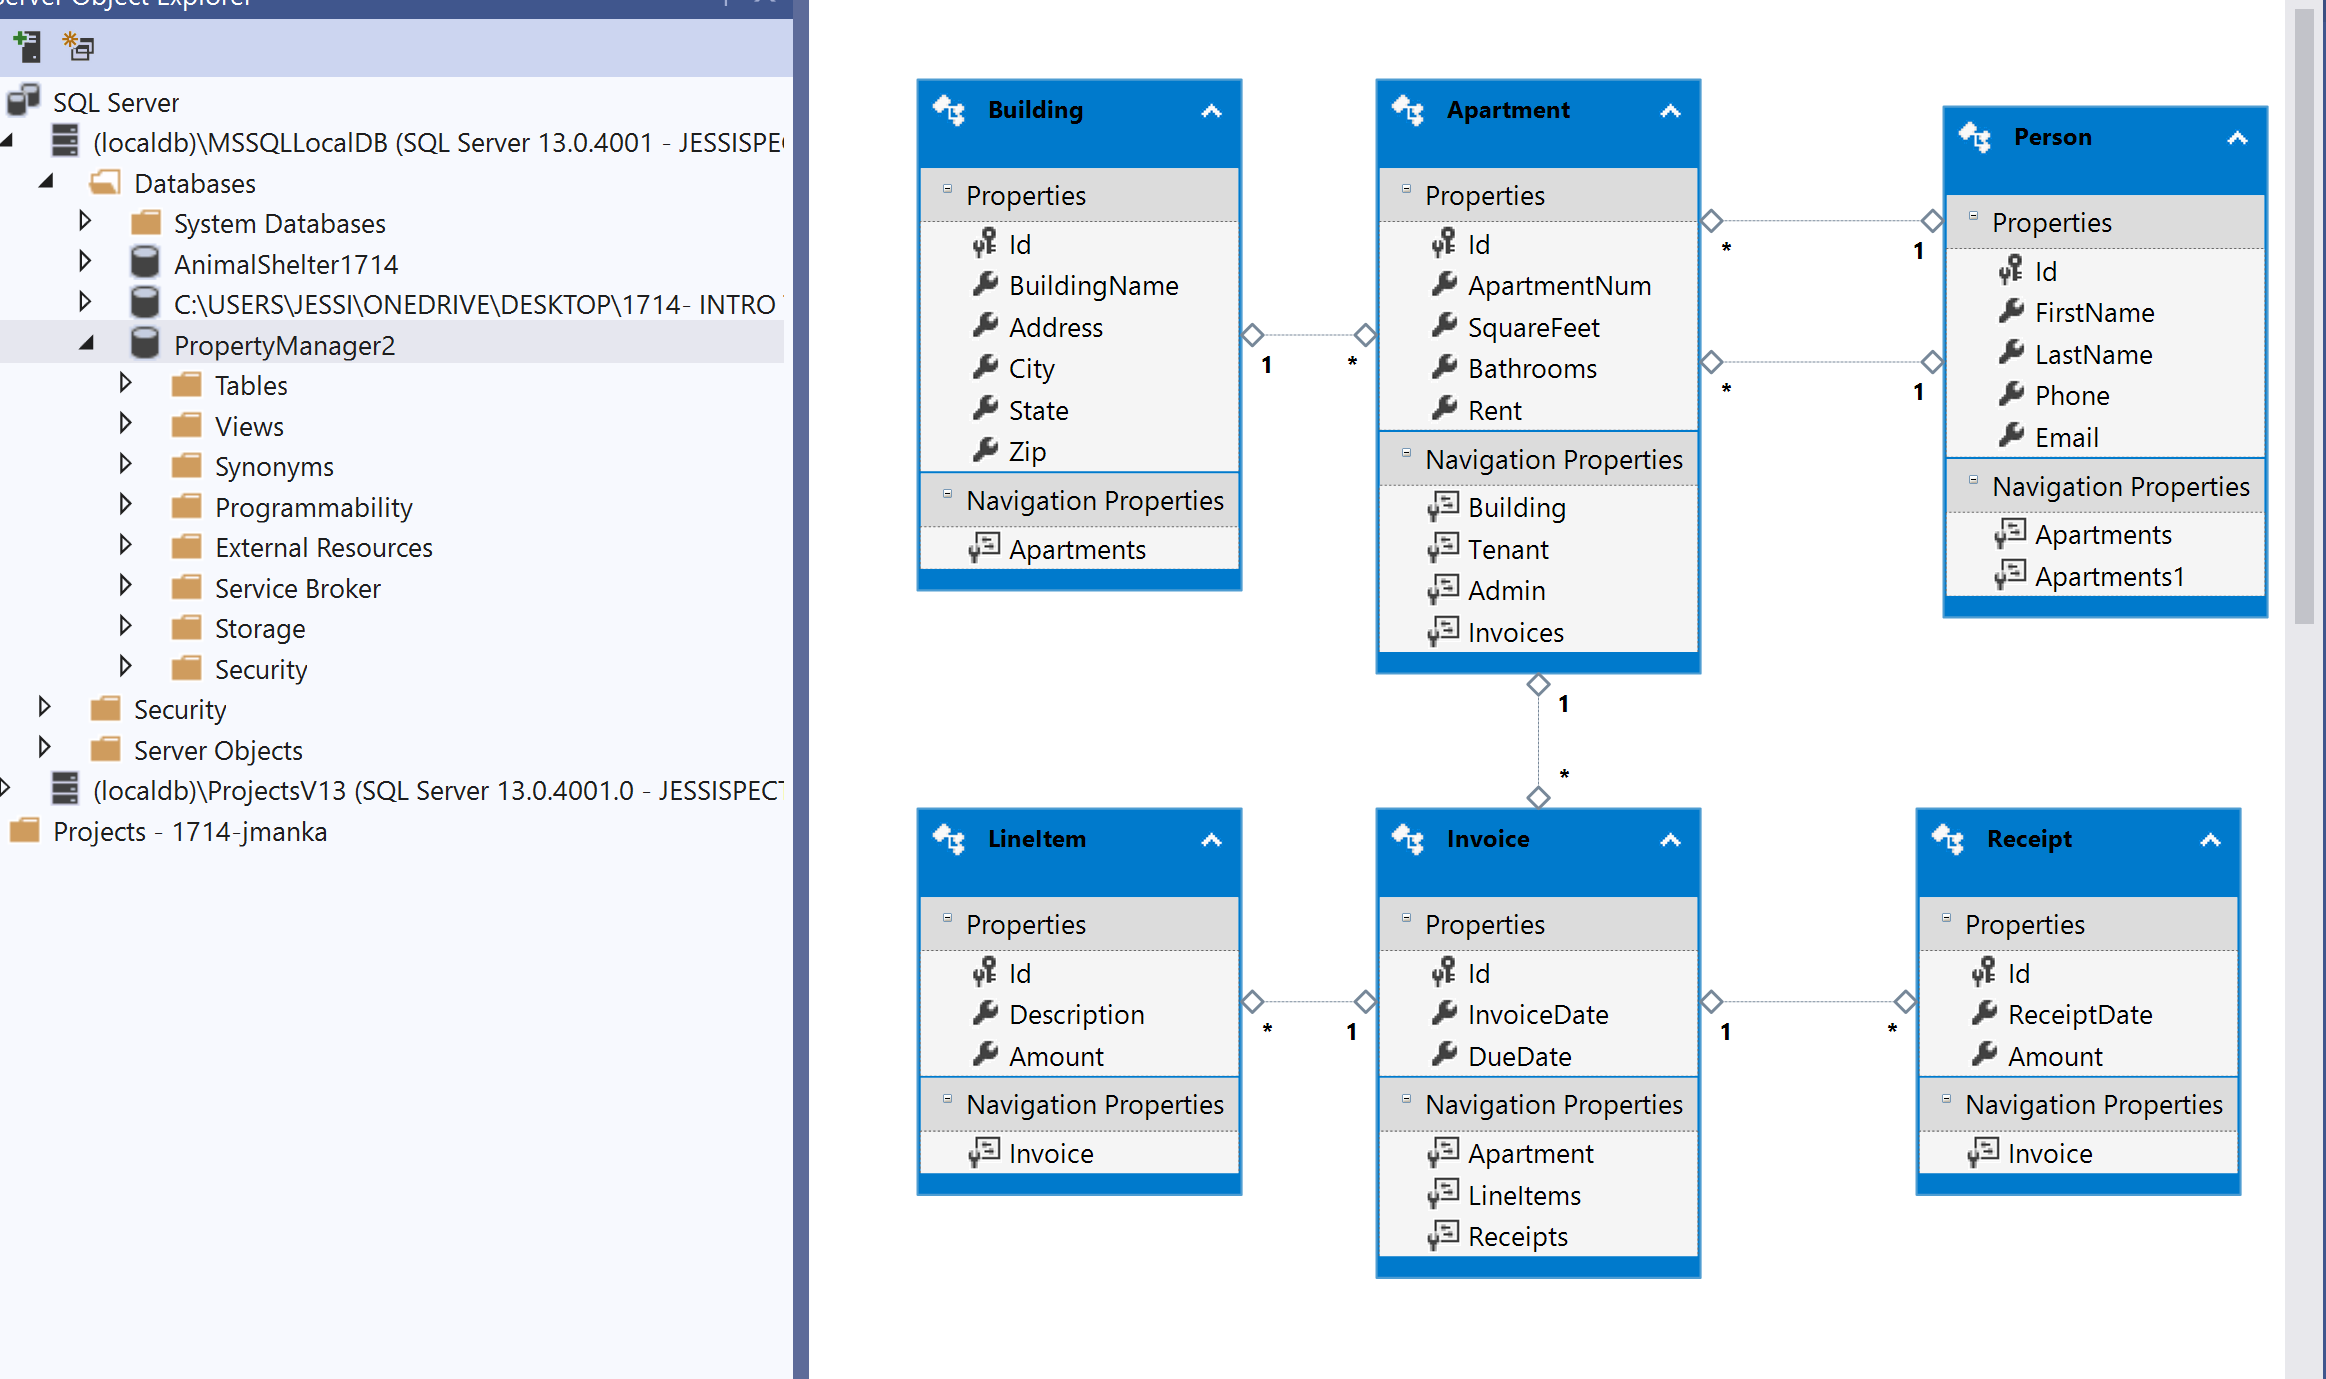 Server Object Explorer
SQL Server
(localdb)\MSSQLLocalDB (SQL Server 13.0.4001 - JESSISPE
Databases
System Databases
AnimalShelter1714
C:\USERS\JESSI\ONEDRIVE\DESKTOP\1714- INTRO
PropertyManager2
Tables
Views
Synonyms
Programmability
External Resources
Service Broker
Storage
Security
Security
Server Objects
(localdb)\ProjectsV13 (SQL Server 13.0.4001.0 - JESSISPECT
Projects - 1714-jmanka
Building
Properties
Id
BuildingName
Address
City
State
Zip
Navigation Properties
Apartments
1
*
Apartment
Properties
Id
ApartmentNum
SquareFeet
Bathrooms
Rent
Navigation Properties
Building
Tenant
Admin
Invoices
*
1
*
1
Person
Properties
Id
FirstName
LastName
Phone
Email
Navigation Properties
Apartments
Apartments1
1
*
LineItem
Properties
Id
Description
Amount
Navigation Properties
Invoice
*
1
Invoice
Properties
Id
InvoiceDate
DueDate
Navigation Properties
Apartment
LineItems
Receipts
1
*
Receipt
Properties
Id
ReceiptDate
Amount
Navigation Properties
Invoice